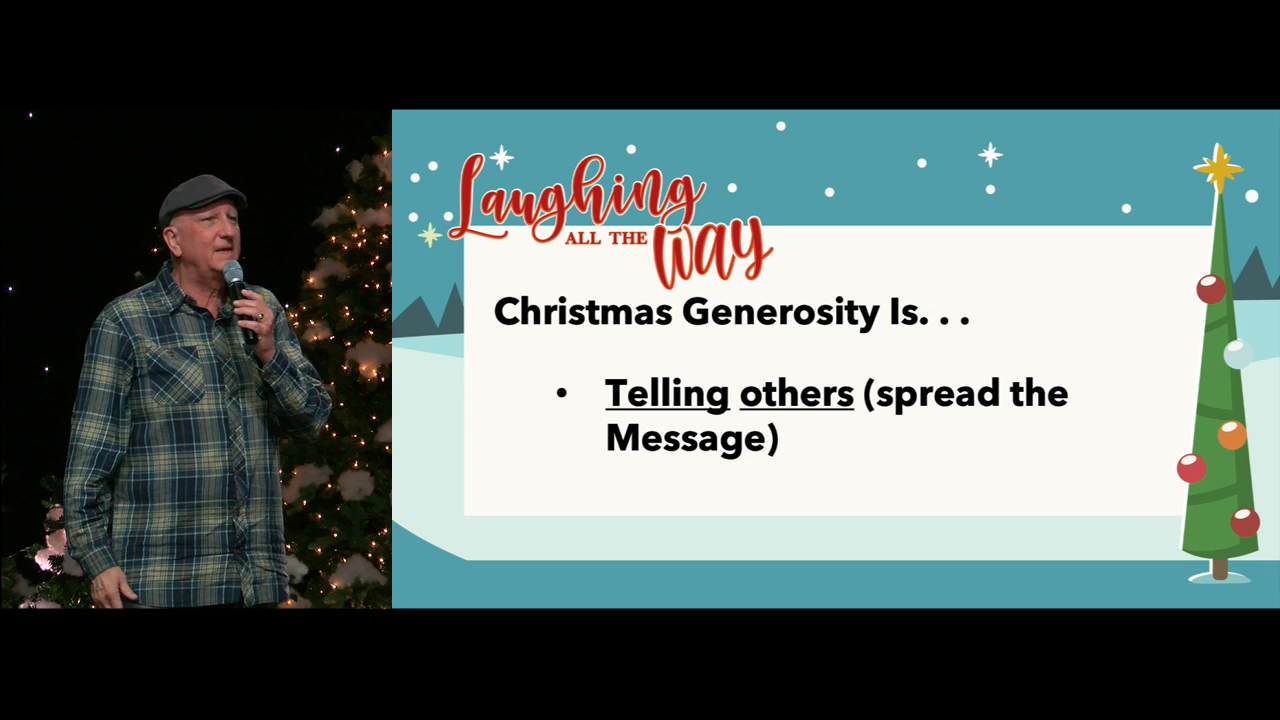 Laughing
ALL THE Way
Christmas Generosity Is. . .
• Telling others (spread the
Message)